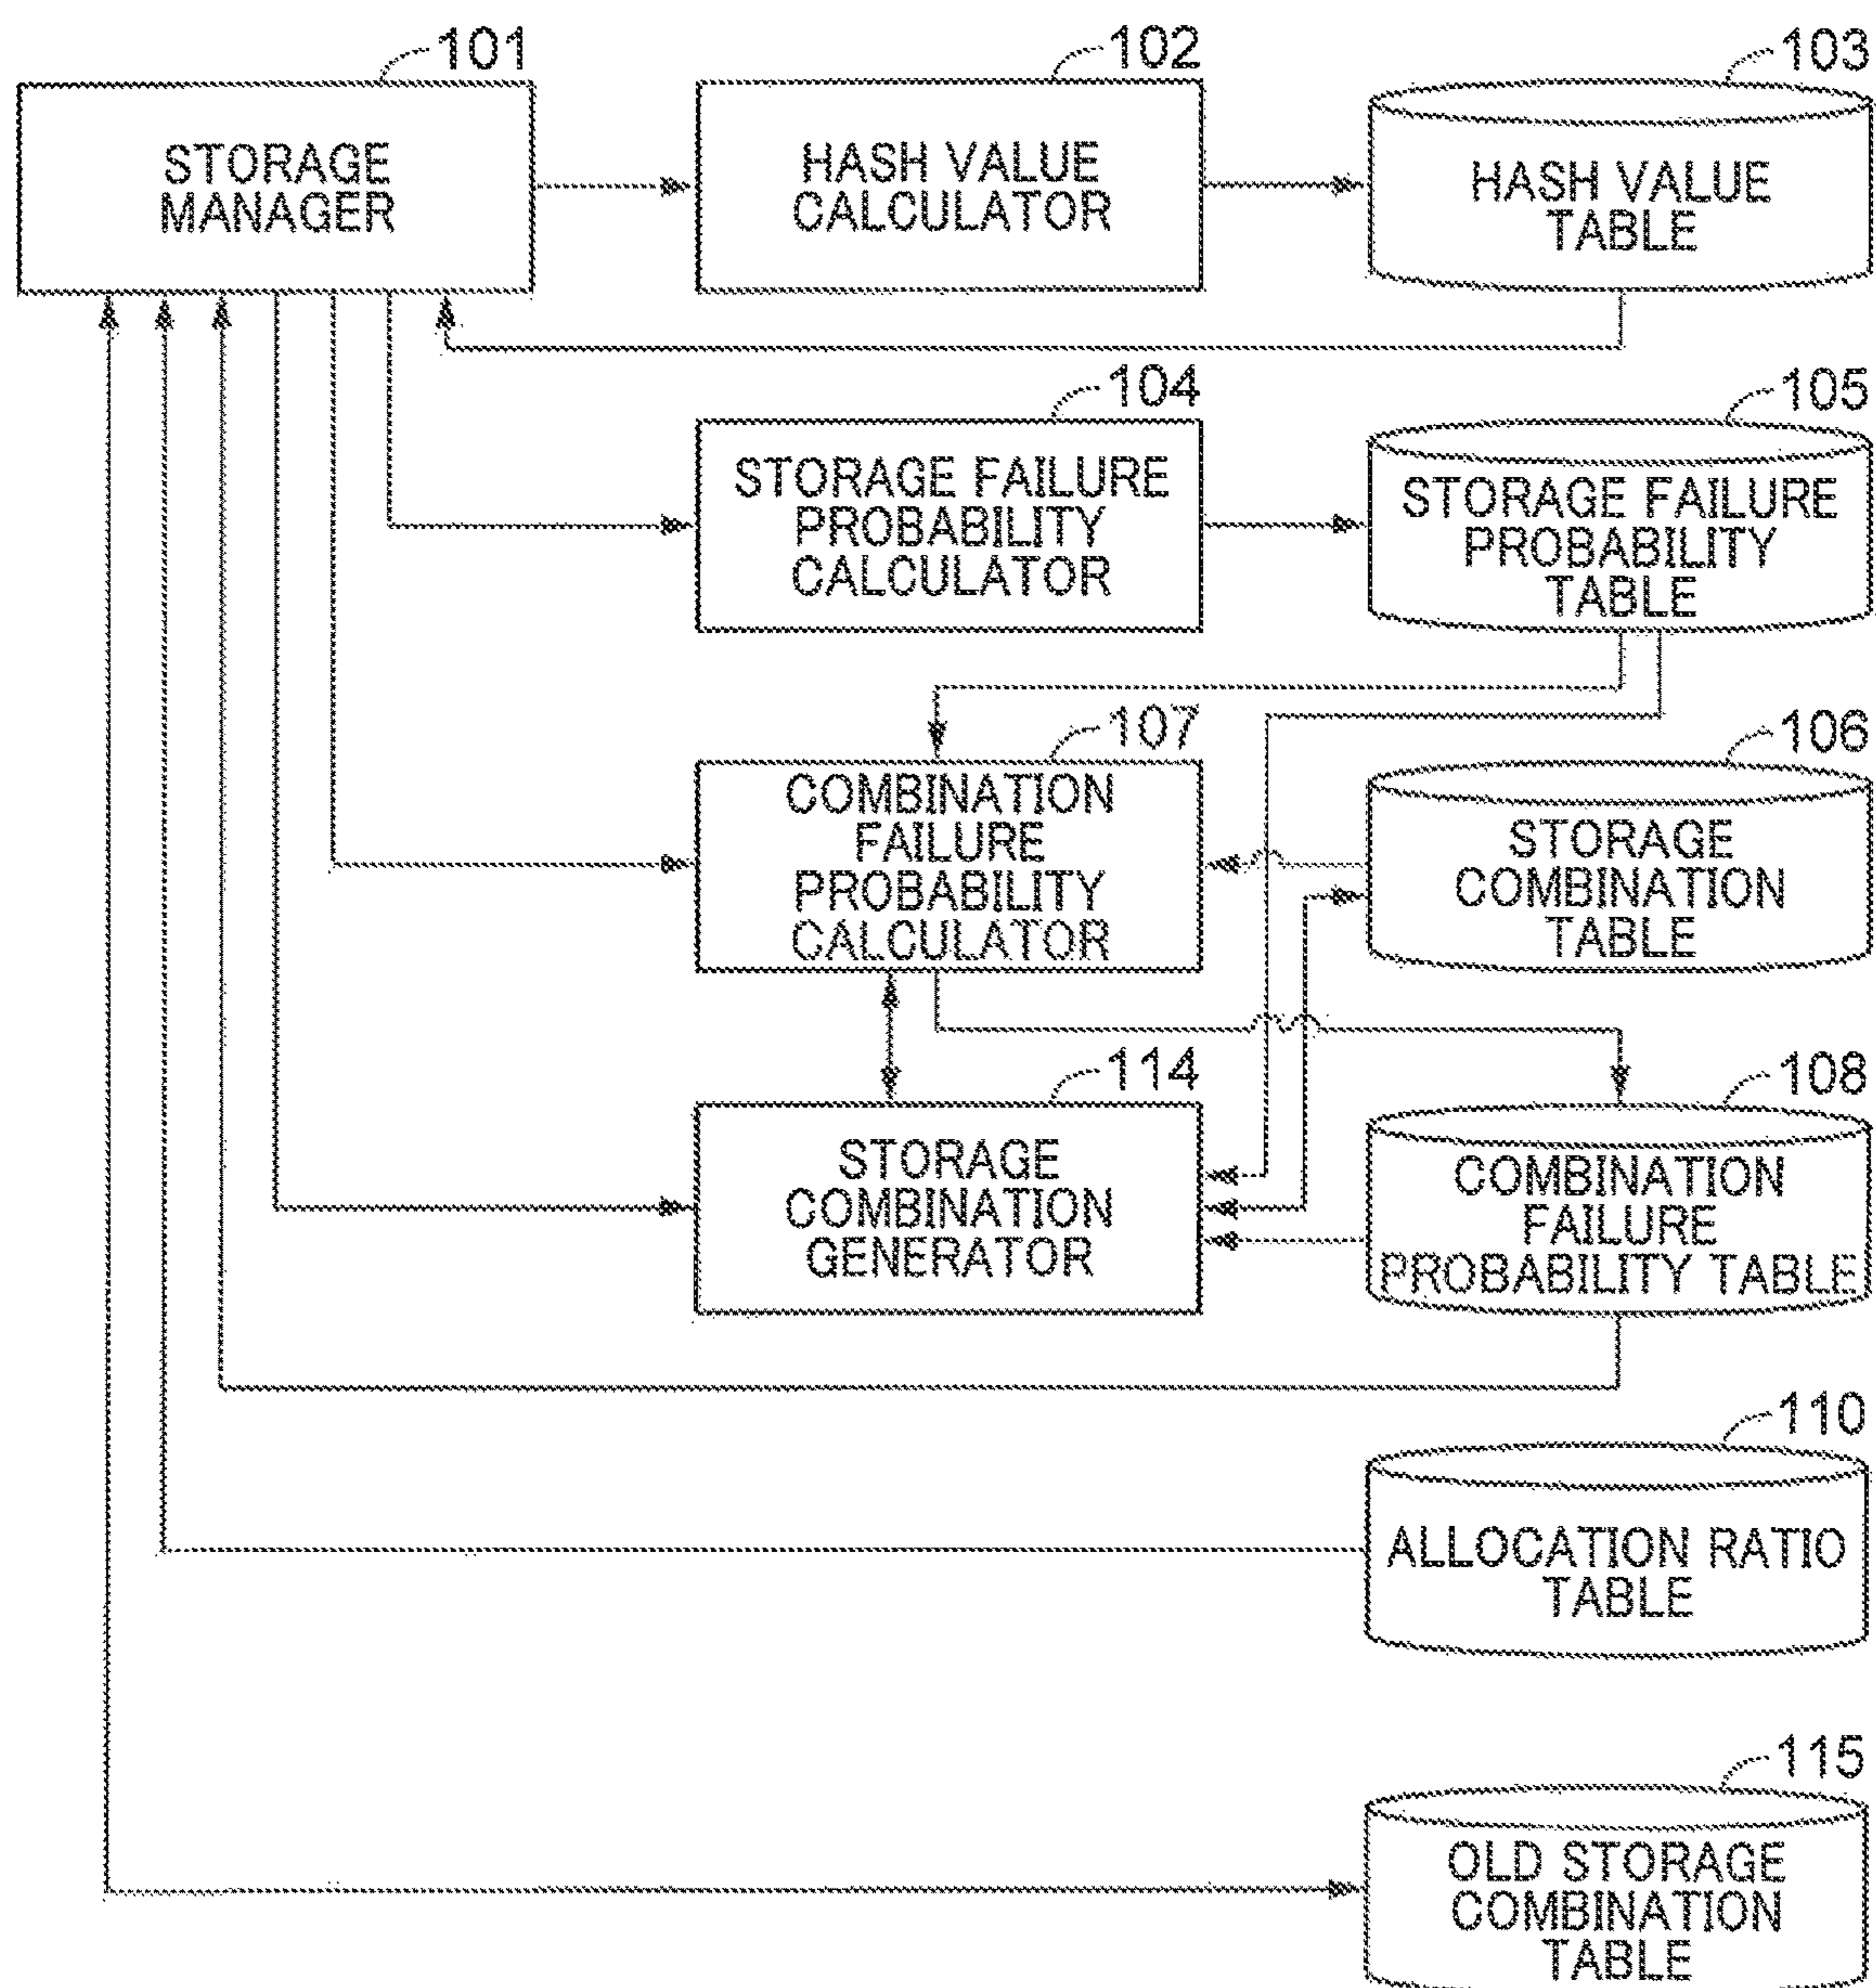 101
STORAGE
MANAGER
102
HASH VALUE
CALCULATOR
103
HASH VALUE
TABLE
104
STORAGE FAILURE
PROBABILITY
CALCULATOR
105
STORAGE FAILURE
PROBABILITY
TABLE
107
COMBINATION
FAILURE
PROBABILITY
CALCULATOR
106
STORAGE
COMBINATION
TABLE
114
STORAGE
COMBINATION
GENERATOR
108
COMBINATION
FAILURE
PROBABILITY TABLE
110
ALLOCATION RATIO
TABLE
115
OLD STORAGE
COMBINATION
TABLE